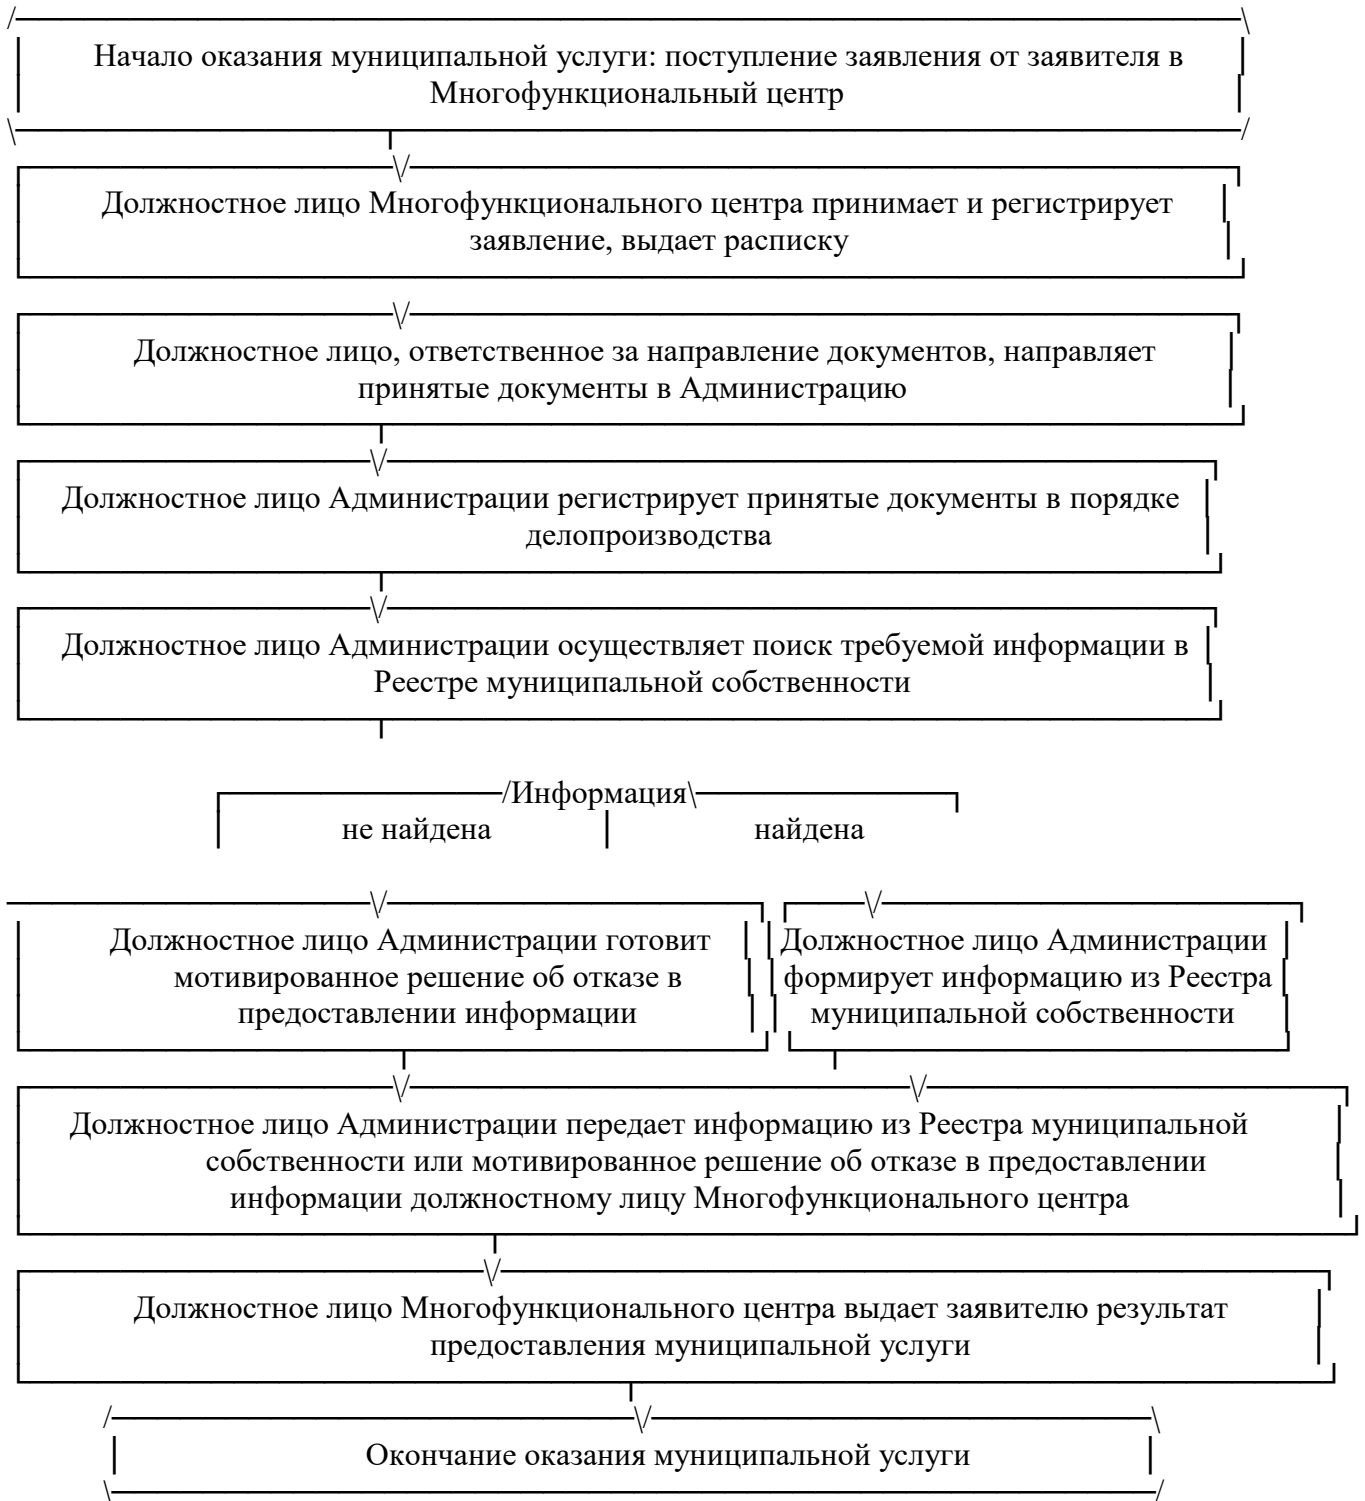 Начало оказания муниципальной услуги: поступление заявления от заявителя в
Многофункциональный центр
Должностное лицо Многофункционального центра принимает и регистрирует
заявление, выдает расписку
Должностное лицо, ответственное за направление документов, направляет
принятые документы в Администрацию
Должностное лицо Администрации регистрирует принятые документы в порядке
делопроизводства
Должностное лицо Администрации осуществляет поиск требуемой информации в
Реестре муниципальной собственности
/Информация\
не найдена найдена
Должностное лицо Администрации готовит
мотивированное решение об отказе в
предоставлении информации
Должностное лицо Администрации
формирует информацию из Реестра
муниципальной собственности
Должностное лицо Администрации передает информацию из Реестра муниципальной
собственности или мотивированное решение об отказе в предоставлении
информации должностному лицу Многофункционального центра
Должностное лицо Многофункционального центра выдает заявителю результат
предоставления муниципальной услуги
Окончание оказания муниципальной услуги